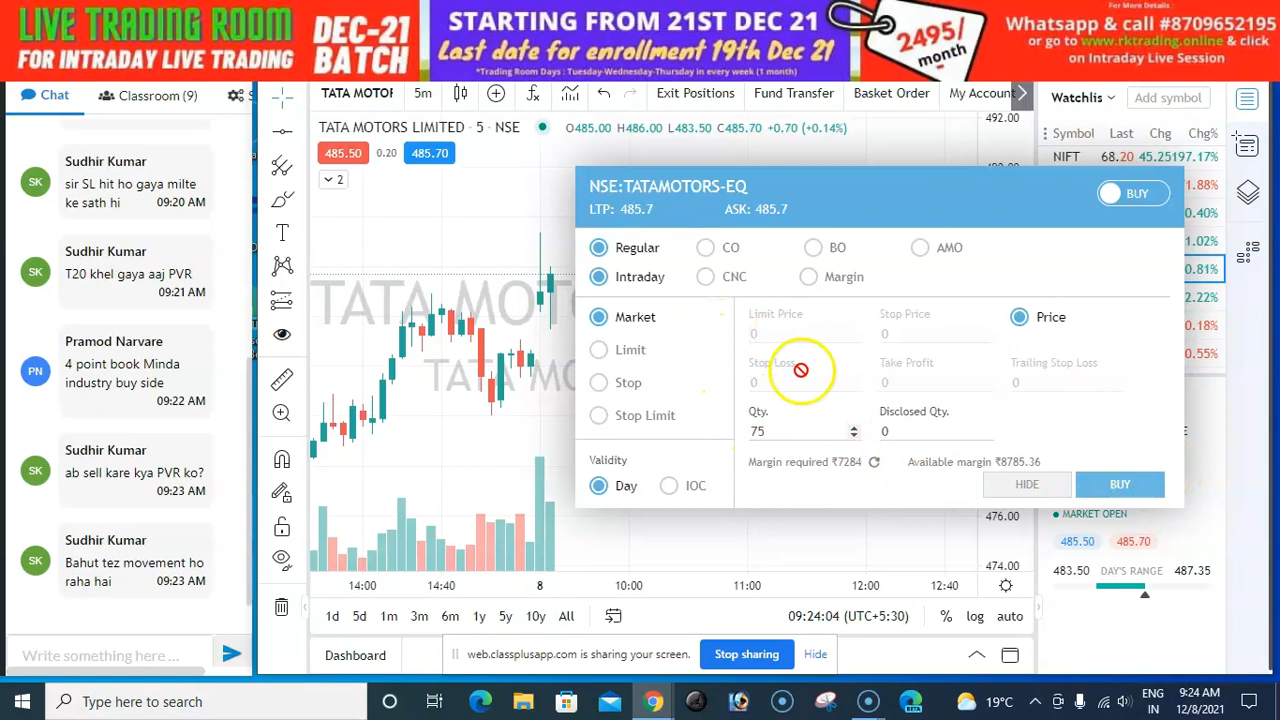 LIVE TRADING ROOM
FOR INTRADAY LIVE TRADING
DEC-21
BATCH
STARTING FROM 21ST DEC 21
Last date for enrollment 19th Dec 21
*Trading Room Days : Tuesday-Wednesday-Thursday in every week (1 month)
2495/
month
For More Details :
Whatsapp & call #8709652195
or go to www.rktrading.online & click
on Intraday Live Session
Chat
Classroom (9)
S
Sudhir Kumar
SK
sir SL hit ho gaya milte
ke sath hi
09:20 AM
Sudhir Kumar
SK
T20 khel gaya aaj PVR
09:21 AM
Pramod Narvare
PN
4 point book Minda
industry buy side
09:22 AM
Sudhir Kumar
SK
ab sell kare kya PVR ko?
09:23 AM
Sudhir Kumar
SK
Bahut tez movement ho
raha hai
09:23 AM
Write something here ...
TATA MOTOR
5m
Exit Positions
Fund Transfer
Basket Order
My Account
TATA MOTORS LIMITED · 5 · NSE
O485.00 H486.00 L483.50 C485.70 +0.70 (+0.14%)
485.50
0.20
485.70
2
TATA MOTO
TATA MO
492.00
NSE:TATAMOTORS-EQ
LTP: 485.7
ASK: 485.7
BUY
Regular
CO
BO
AMO
Intraday
CNC
Margin
Market
Limit
Stop
Stop Limit
Limit Price
0
Stop Price
0
Price
Stop Loss
0
Take Profit
0
Trailing Stop Loss
0
Qty.
75
Disclosed Qty.
0
Validity
Day
IOC
Margin required ₹7284
Available margin ₹8785.36
HIDE
BUY
476.00
474.00
14:00
14:40
8
10:00
11:00
12:00
12:40
1d
5d
1m
3m
6m
1y
5y
10y
All
09:24:04 (UTC+5:30)
%
log
auto
Dashboard
web.classplusapp.com is sharing your screen.
Stop sharing
Hide
Watchlis
Add symbol
Symbol
Last
Chg
Chg%
NIFT
68.20
45.25
197.17%
1.88%
0.40%
1.02%
0.81%
2.22%
1.35%
0.55%
MARKET OPEN
485.50
485.70
483.50
DAY'S RANGE
487.35
Type here to search
19°C
ENG
IN
9:24 AM
12/8/2021